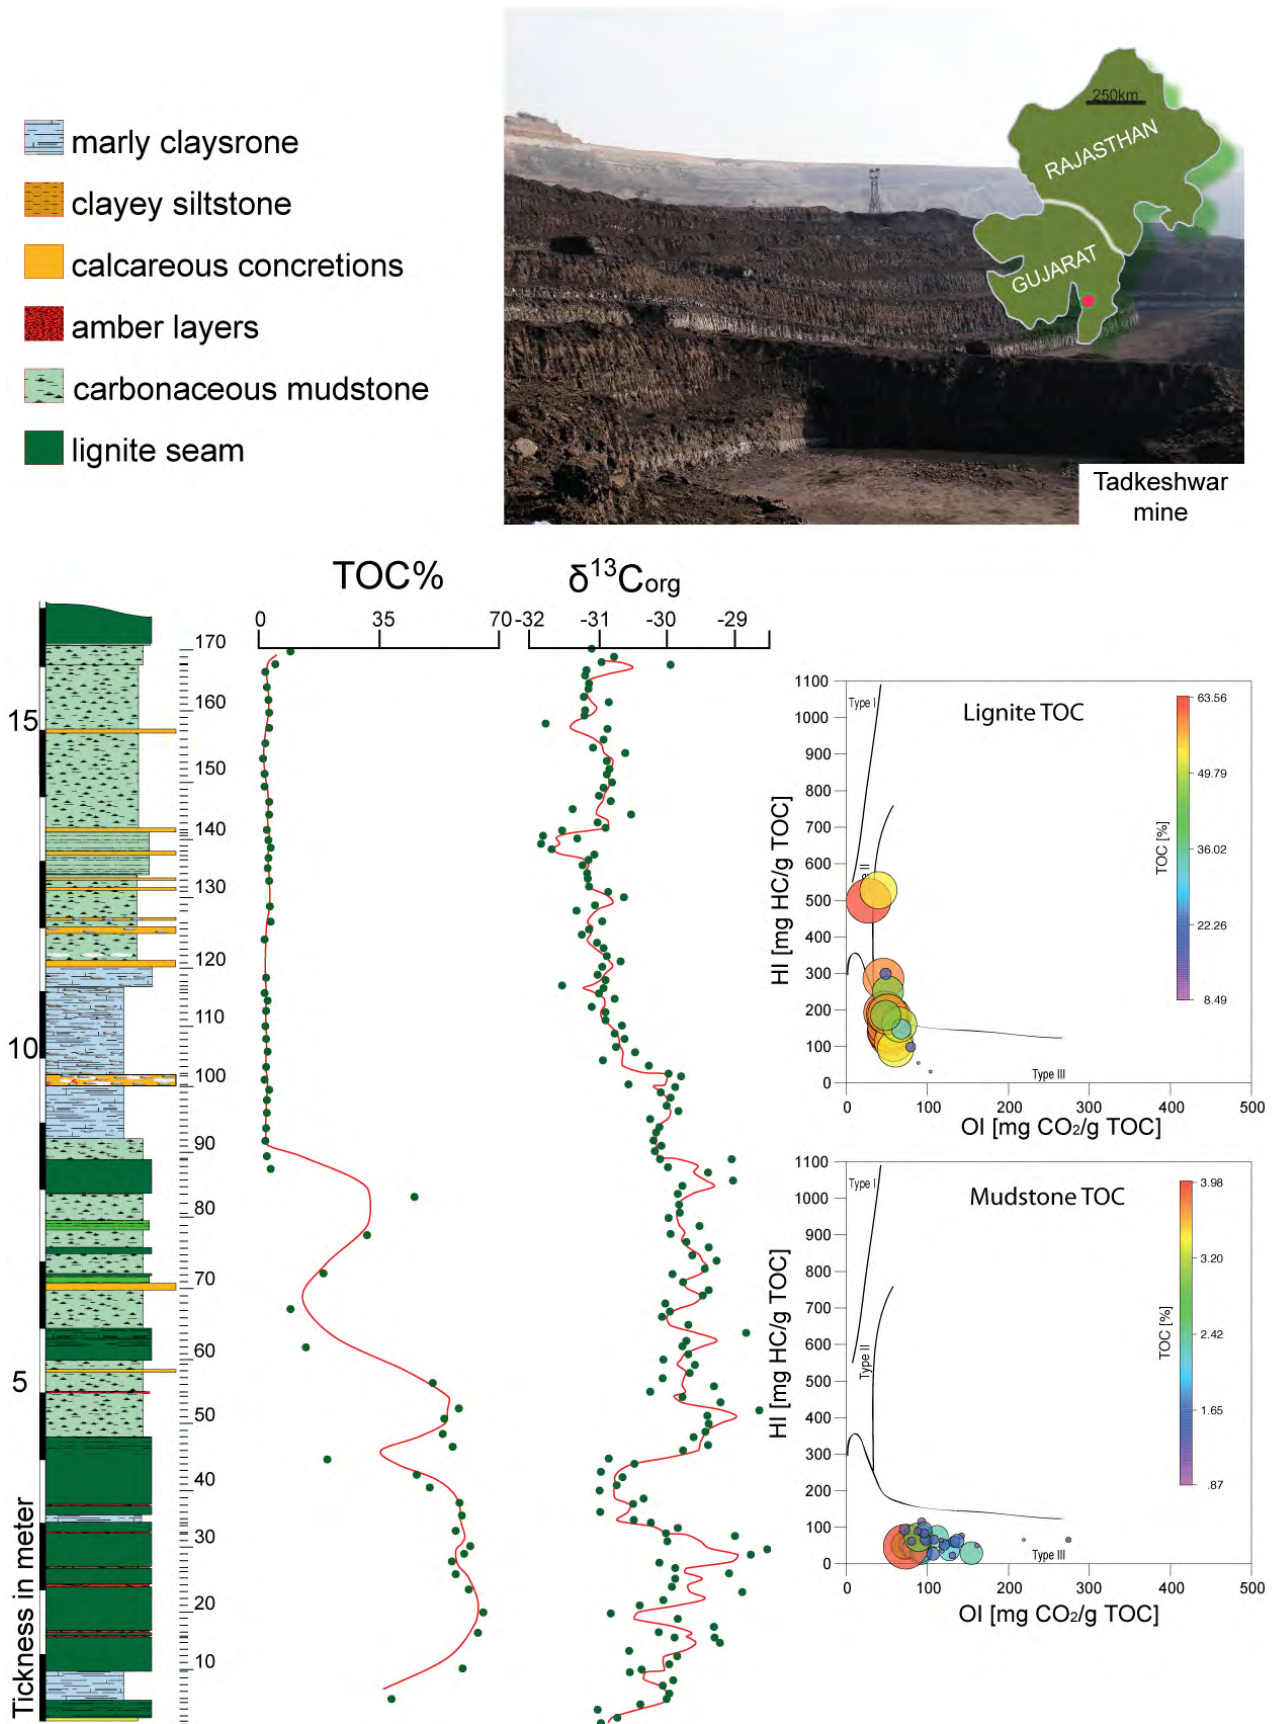 marly claysrone
clayey siltstone
calcareous concretions
amber layers
carbonaceous mudstone
lignite seam
250km
RAJASTHAN
GUJARAT
Tadkeshwar
mine
TOC%
0 35 70
δ¹³Corg
-32 -31 -30 -29
170
160
150
140
130
120
110
100
90
80
70
60
50
40
30
20
10
15
10
5
Tickness in meter
Lignite TOC
1100
1000
900
800
700
600
500
400
300
200
100
0
HI [mg HC/g TOC]
0 100 200 300 400 500
OI [mg CO₂/g TOC]
Type I
II
Type III
TOC [%]
63.56
49.79
36.02
22.26
8.49
Mudstone TOC
1100
1000
900
800
700
600
500
400
300
200
100
0
HI [mg HC/g TOC]
0 100 200 300 400 500
OI [mg CO₂/g TOC]
Type I
Type II
Type III
TOC [%]
3.98
3.20
2.42
1.65
.87